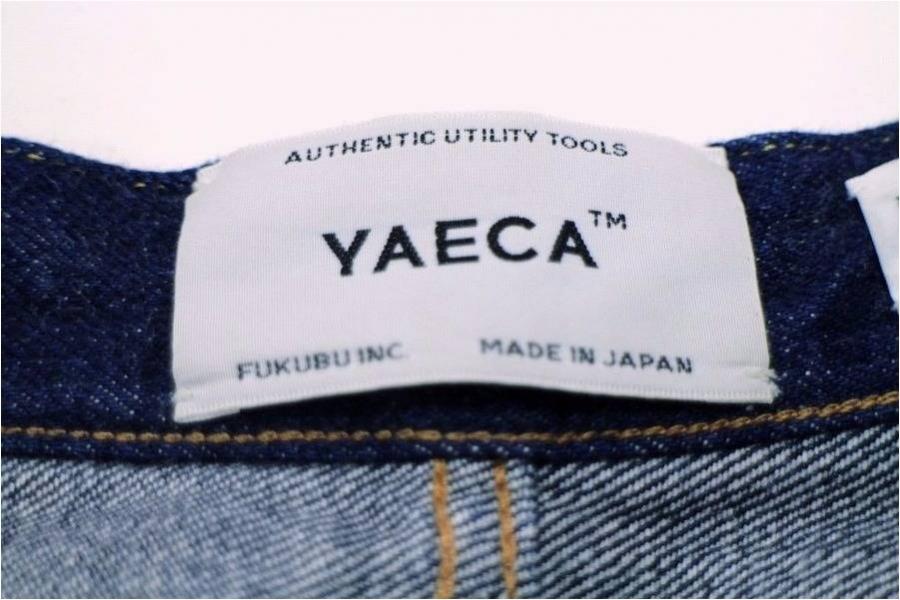 AUTHENTIC UTILITY TOOLS
YAECA™
FUKUBU INC. MADE IN JAPAN